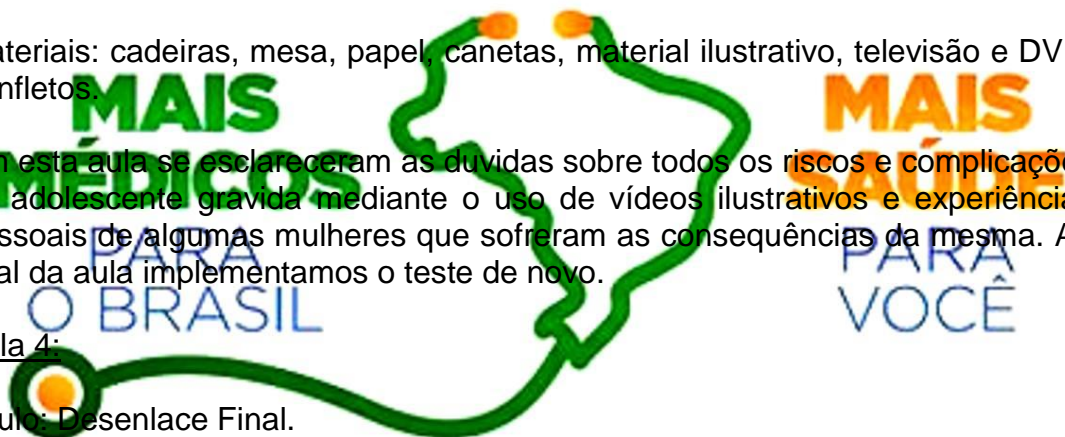 ateriais: cadeiras, mesa, papel, canetas, material ilustrativo, televisão e DV
nfletos.
MAIS
MÉDICOS
PARA
O BRASIL
MAIS
SAÚDE
PARA
VOCÊ
esta aula se esclareceram as duvidas sobre todos os riscos e complicaçõ
adolescente gravida mediante o uso de vídeos ilustrativos e experiência
ssoais de algumas mulheres que sofreram as consequências da mesma. A
al da aula implementamos o teste de novo.
la 4:
ulo: Desenlace Final.